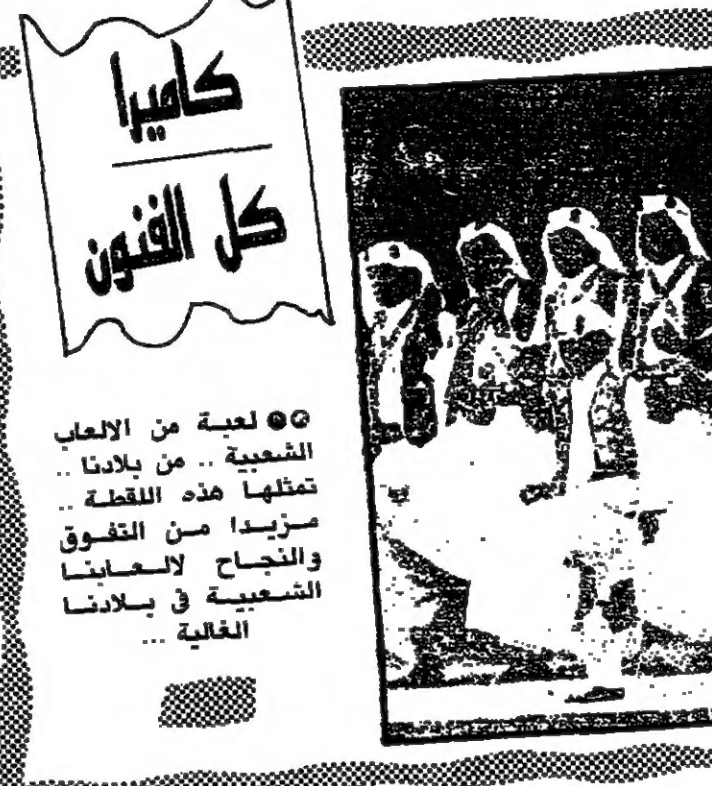 كاميرا
كل الفنون
لعبة من الالعاب
الشعبية .. من بلادنا ..
تمثلها هذه اللقطة ..
مزيدا من التفوق
والنجاح لالعابنا
الشعبية في بلادنا
الغالية ...